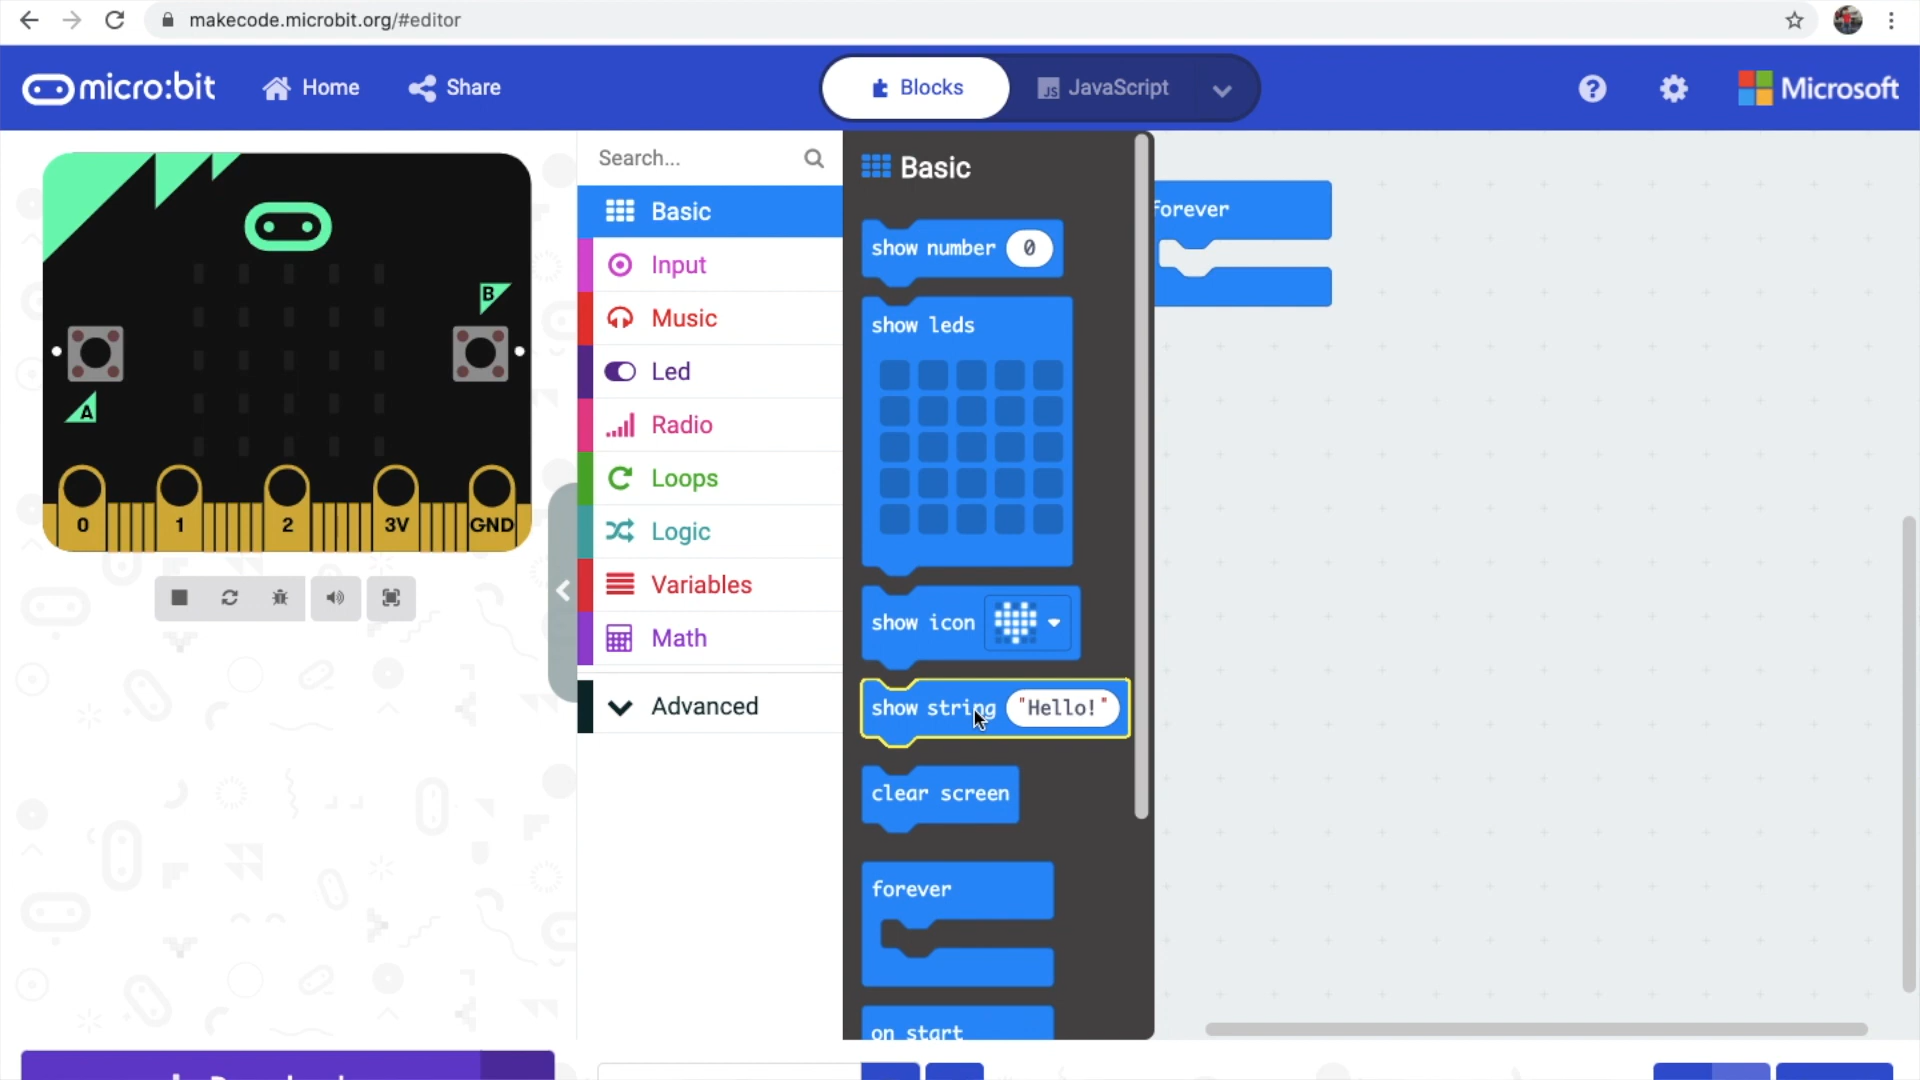 makecode.microbit.org/#editor
micro:bit
Home
Share
Blocks
JS JavaScript
Microsoft
Search...
Basic
Input
Music
Led
Radio
Loops
Logic
Variables
Math
Advanced
Basic
show number 0
show leds
show icon
show string "Hello!"
clear screen
forever
on start
forever
B
A
0 1 2 3V GND